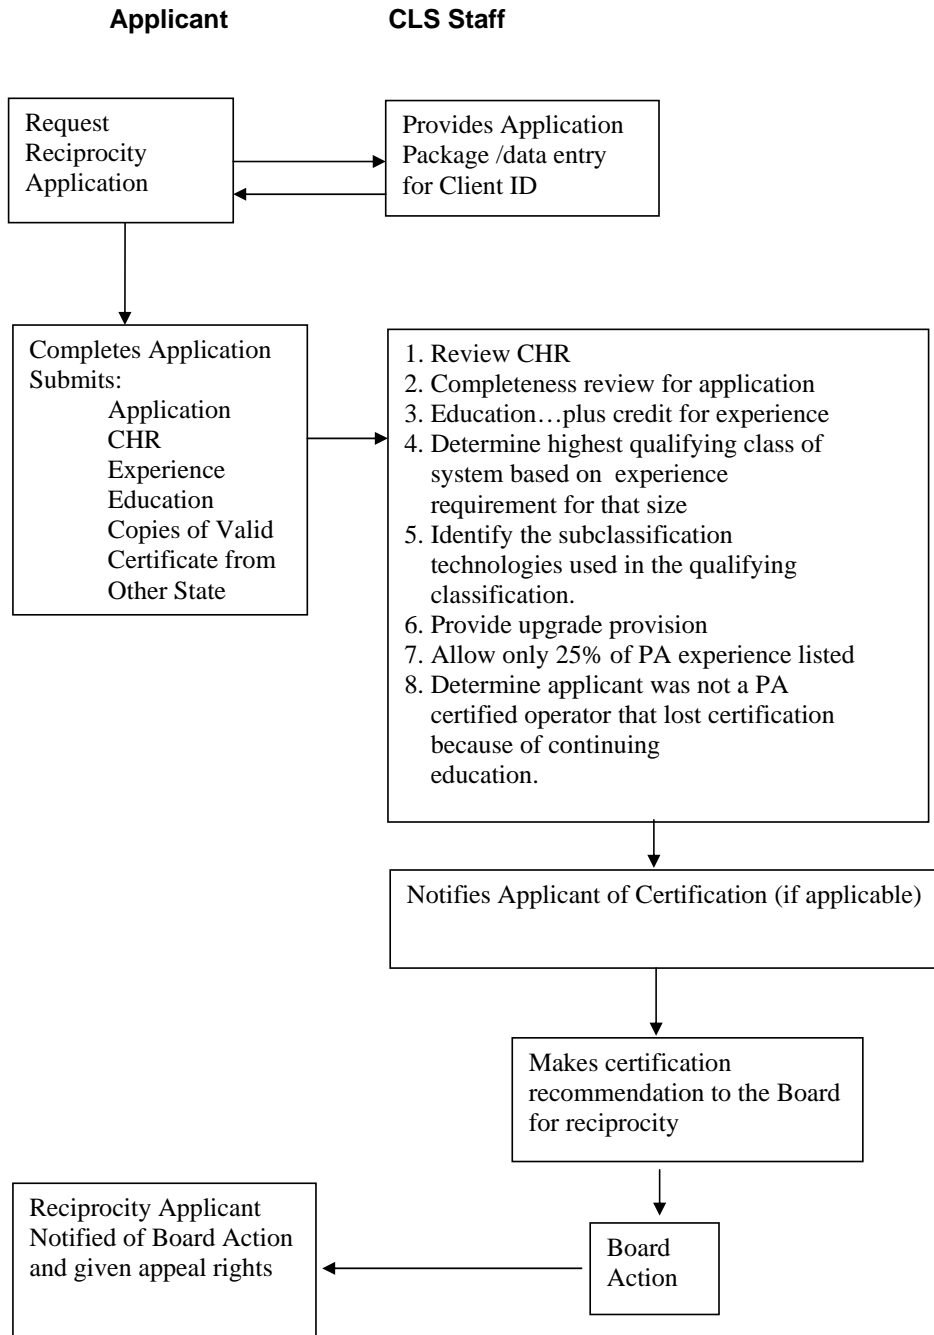 Applicant
CLS Staff
Request
Reciprocity
Application
Provides Application
Package /data entry
for Client ID
Completes Application
Submits:
Application
CHR
Experience
Education
Copies of Valid
Certificate from
Other State
1. Review CHR
2. Completeness review for application
3. Education…plus credit for experience
4. Determine highest qualifying class of
system based on experience
requirement for that size
5. Identify the subclassification
technologies used in the qualifying
classification.
6. Provide upgrade provision
7. Allow only 25% of PA experience listed
8. Determine applicant was not a PA
certified operator that lost certification
because of continuing
education.
Notifies Applicant of Certification (if applicable)
Makes certification
recommendation to the Board
for reciprocity
Board
Action
Reciprocity Applicant
Notified of Board Action
and given appeal rights